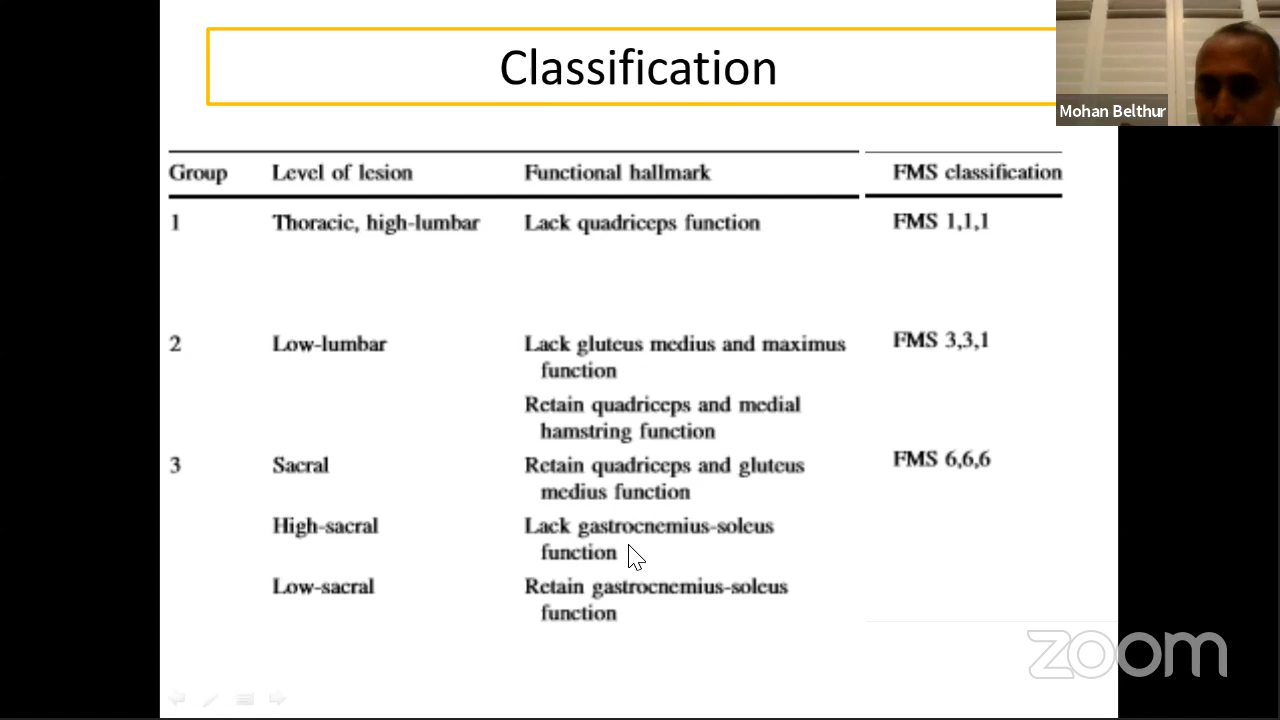 Classification
Mohan Belthur
Group Level of lesion Functional hallmark FMS classification
1 Thoracic, high-lumbar Lack quadriceps function FMS 1,1,1
2 Low-lumbar Lack gluteus medius and maximus FMS 3,3,1
function
Retain quadriceps and medial
hamstring function
3 Sacral Retain quadriceps and gluteus FMS 6,6,6
medius function
High-sacral Lack gastrocnemius-soleus
function
Low-sacral Retain gastrocnemius-soleus
function
zoom